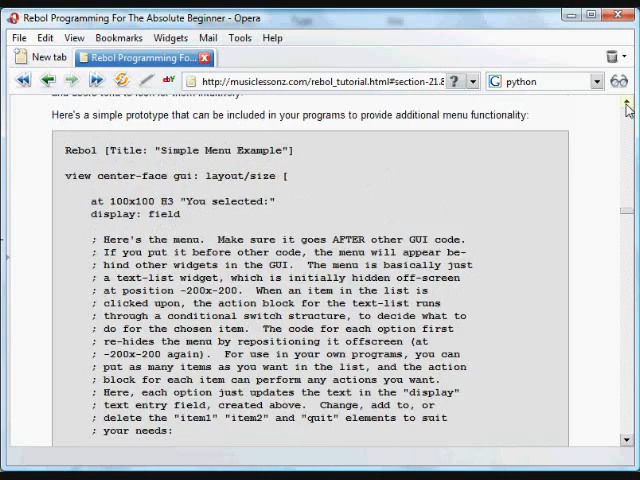 Rebol Programming For The Absolute Beginner - Opera
File Edit View Bookmarks Widgets Mail Tools Help
New tab Rebol Programming Fo...
http://musiclessonz.com/rebol_tutorial.html#section-21.8 ? python
and users tend to look for them intuitively.
Here's a simple prototype that can be included in your programs to provide additional menu functionality:
Rebol [Title: "Simple Menu Example"]
view center-face gui: layout/size [
at 100x100 H3 "You selected:"
display: field
; Here's the menu.  Make sure it goes AFTER other GUI code.
; If you put it before other code, the menu will appear be-
; hind other widgets in the GUI.  The menu is basically just
; a text-list widget, which is initially hidden off-screen
; at position -200x-200.  When an item in the list is
; clicked upon, the action block for the text-list runs
; through a conditional switch structure, to decide what to
; do for the chosen item.  The code for each option first
; re-hides the menu by repositioning it offscreen (at
; -200x-200 again).  For use in your own programs, you can
; put as many items as you want in the list, and the action
; block for each item can perform any actions you want.
; Here, each option just updates the text in the "display"
; text entry field, created above.  Change, add to, or
; delete the "item1" "item2" and "quit" elements to suit
; your needs: